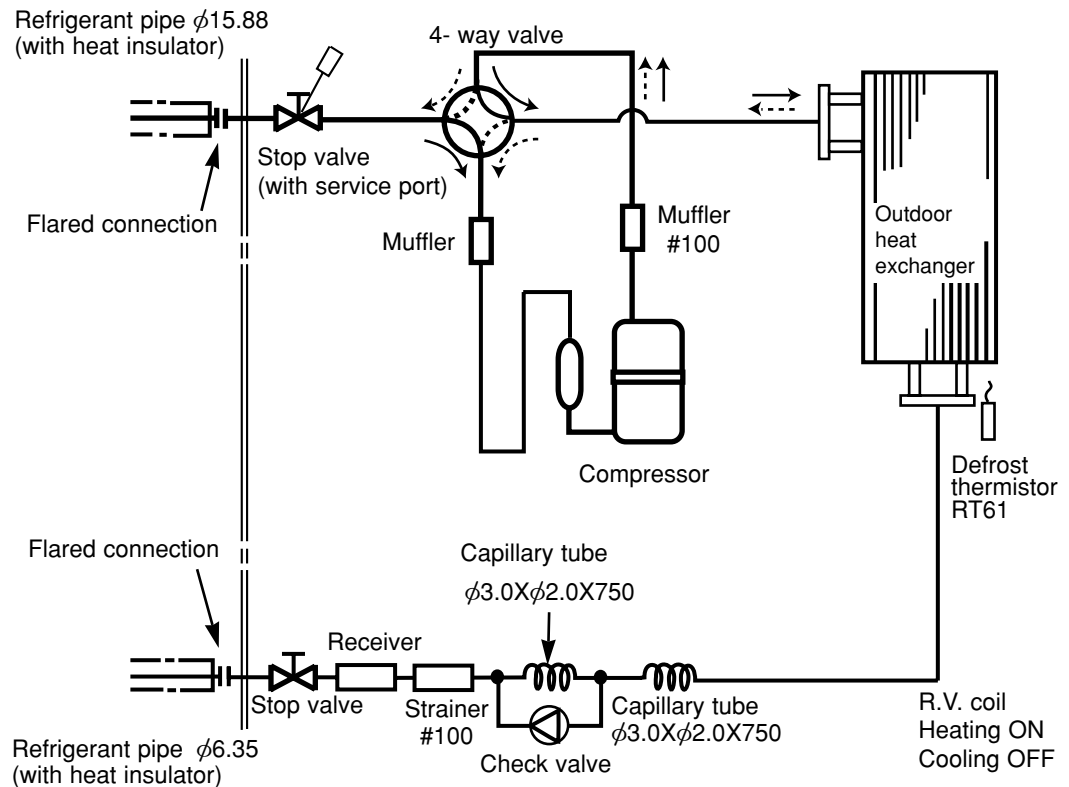 Refrigerant pipe ϕ15.88
(with heat insulator)
4- way valve
Stop valve
(with service port)
Flared connection
Muffler
Muffler
#100
Outdoor
heat
exchanger
Compressor
Defrost
thermistor
RT61
Flared connection
Capillary tube
ϕ3.0Xϕ2.0X750
Receiver
Stop valve
Strainer
#100
Capillary tube
ϕ3.0Xϕ2.0X750
Check valve
R.V. coil
Heating ON
Cooling OFF
Refrigerant pipe ϕ6.35
(with heat insulator)